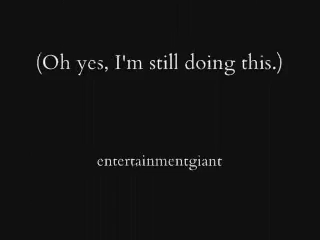 (Oh yes, I'm still doing this.)
entertainmentgiant